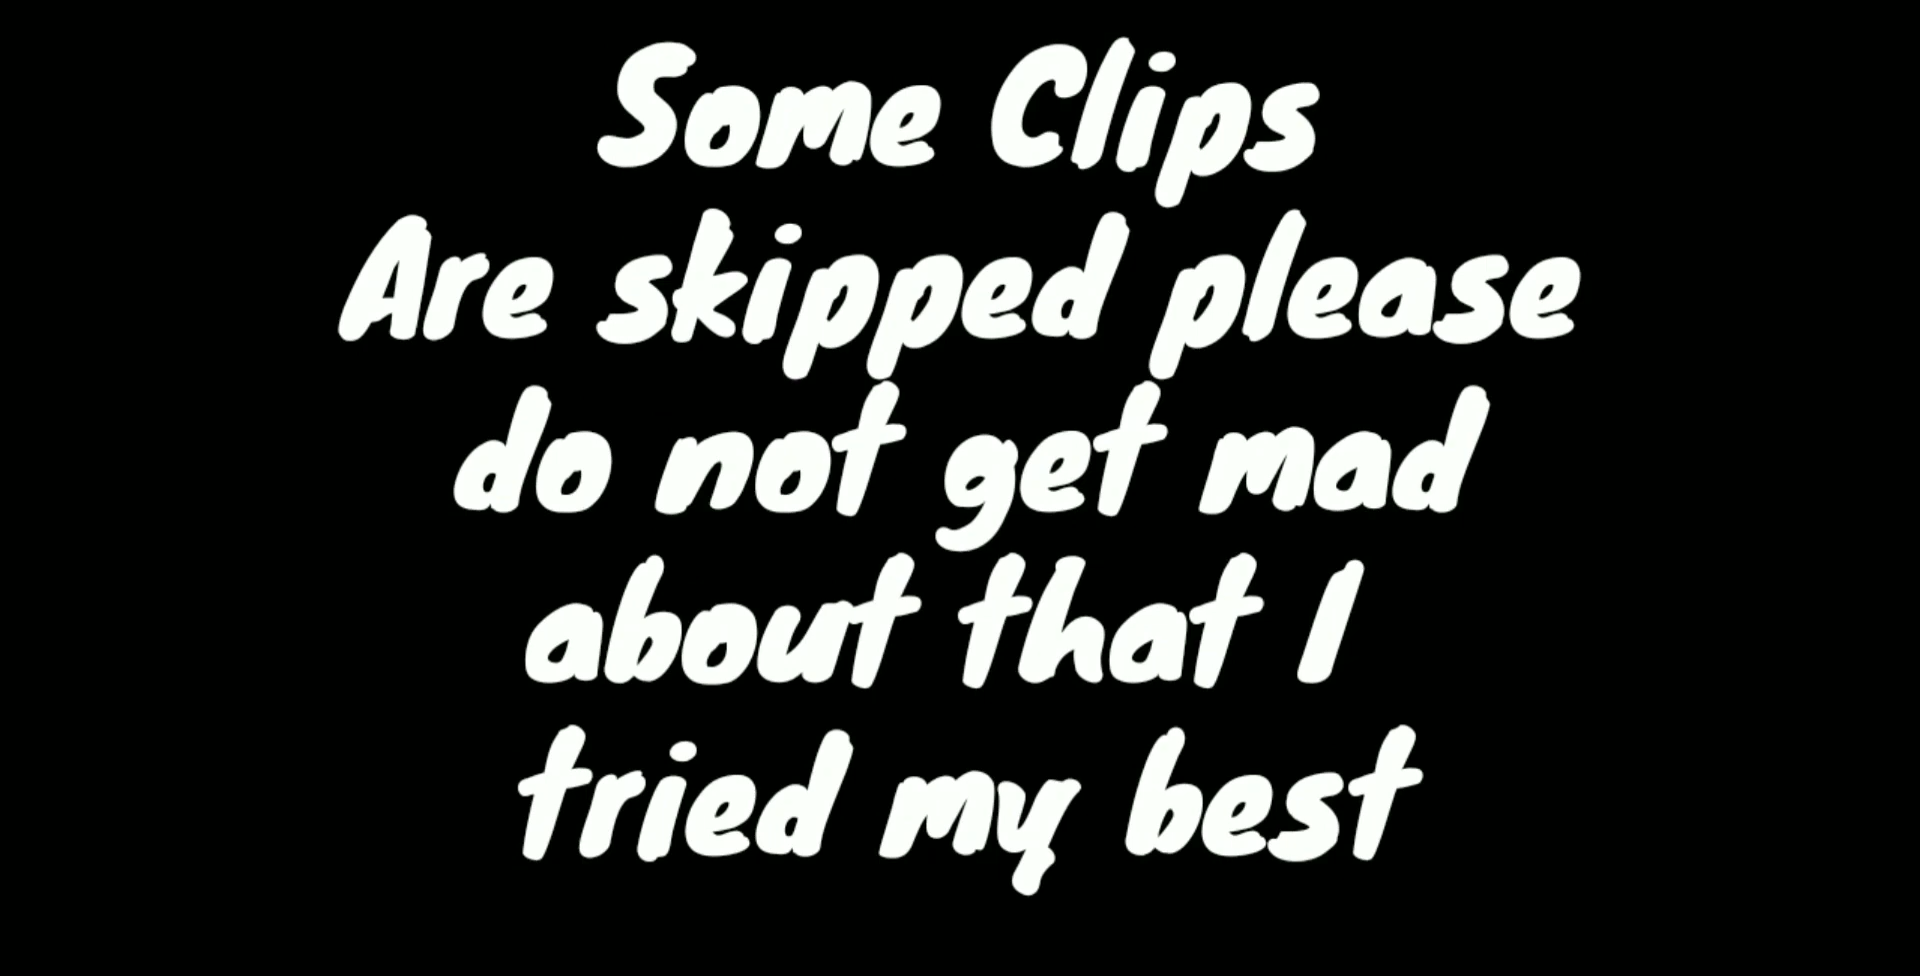 Some Clips
Are skipped please
do not get mad
about that I
tried my best